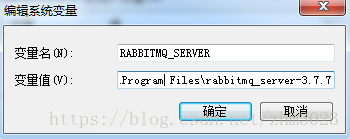 编辑系统变量
变量名(N): RABBITMQ_SERVER
变量值(V): .Program Files\rabbitmq_server-3.7.7
确定 取消